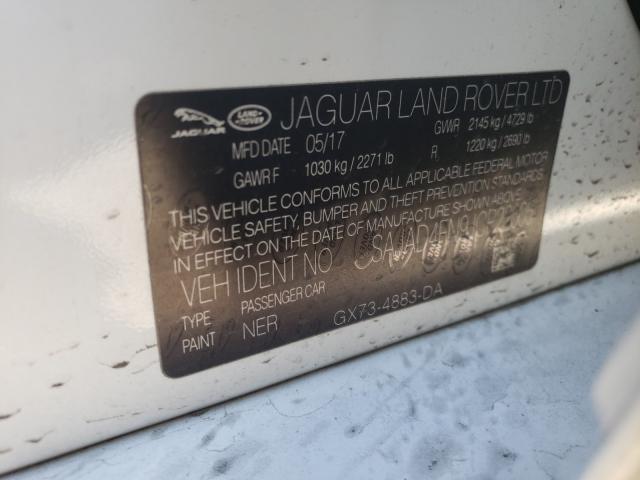 JAGUAR LAND ROVER JAGUAR LAND ROVER LTD
MFD DATE 05/17 GVWR 2145 kg / 4729 lb
GAWR F 1030 kg / 2271 lb R 1220 kg / 2690 lb
THIS VEHICLE CONFORMS TO ALL APPLICABLE FEDERAL MOTOR
VEHICLE SAFETY, BUMPER AND THEFT PREVENTION STANDARDS
IN EFFECT ON THE DATE OF MANUFACTURE SHOWN ABOVE.
VEH IDENT NO
TYPE PASSENGER CAR
PAINT NER GX73-4883-DA